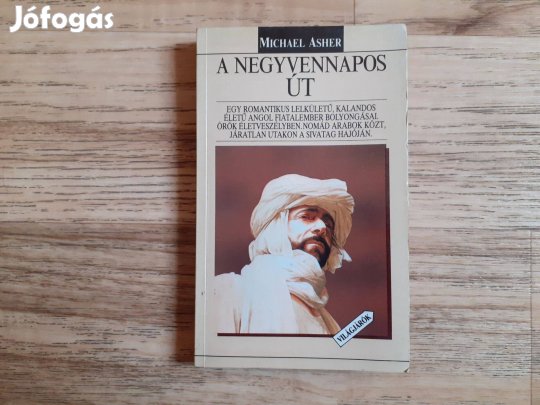 Jófogás
MICHAEL ASHER
A NEGYVENNAPOS
ÚT
EGY ROMANTIKUS LELKÜLETŰ, KALANDOS
ÉLETŰ ANGOL FIATALEMBER BOLYONGÁSAI.
ÖRÖK ÉLETVESZÉLYBEN, NOMÁD ARABOK KÖZT,
JÁRATLAN UTAKON A SIVATAG HAJÓJÁN.
VILÁGJÁRÓK